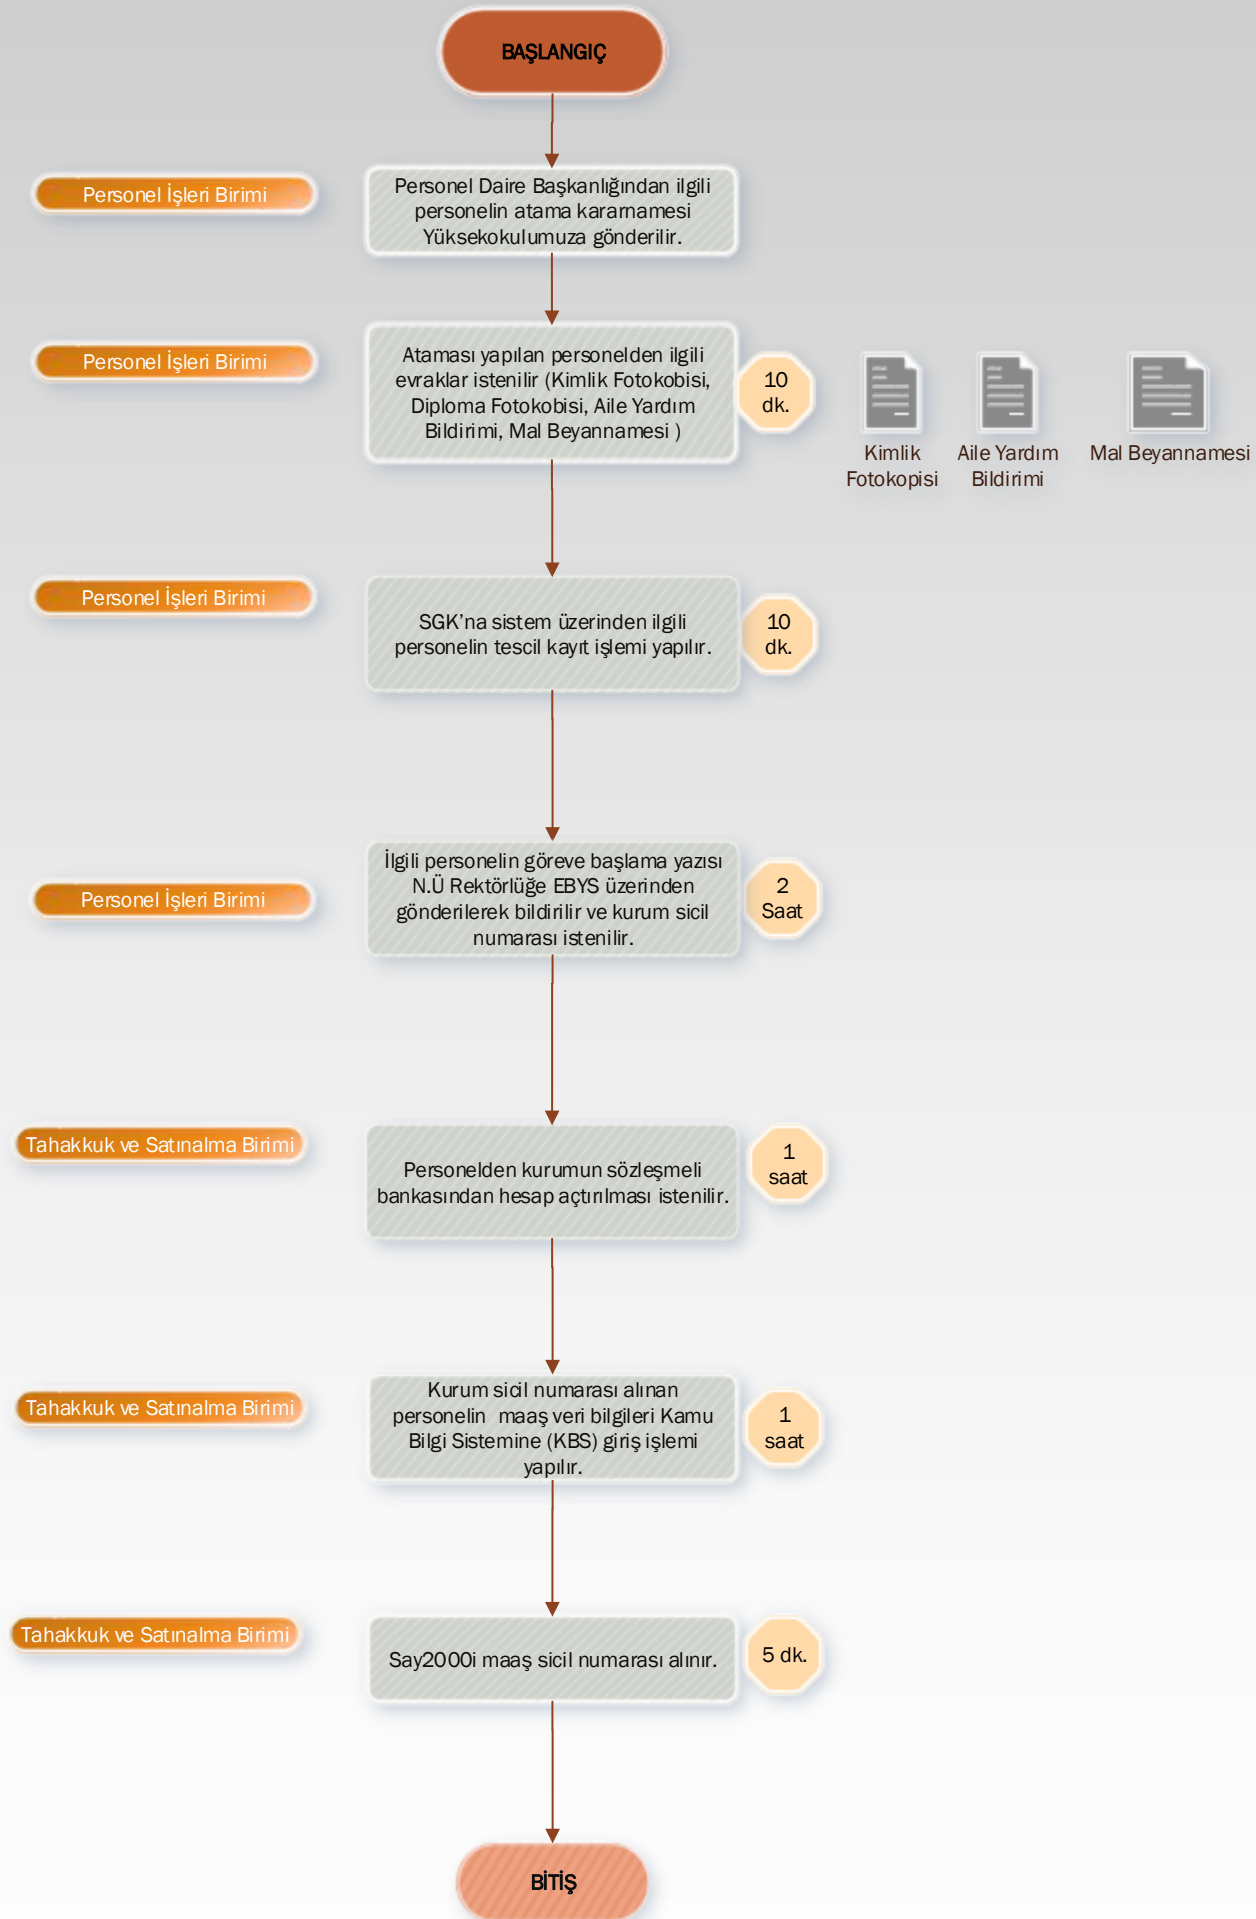 BAŞLANGIÇ
Personel İşleri Birimi
Personel Daire Başkanlığından ilgili
personelin atama kararnamesi
Yüksekokulumuza gönderilir.
Personel İşleri Birimi
Ataması yapılan personelden ilgili
evraklar istenilir (Kimlik Fotokobisi,
Diploma Fotokobisi, Aile Yardım
Bildirimi, Mal Beyannamesi )
10
dk.
Kimlik
Fotokopisi
Aile Yardım
Bildirimi
Mal Beyannamesi
Personel İşleri Birimi
SGK’na sistem üzerinden ilgili
personelin tescil kayıt işlemi yapılır.
10
dk.
Personel İşleri Birimi
İlgili personelin göreve başlama yazısı
N.Ü Rektörlüğe EBYS üzerinden
gönderilerek bildirilir ve kurum sicil
numarası istenilir.
2
Saat
Tahakkuk ve Satınalma Birimi
Personelden kurumun sözleşmeli
bankasından hesap açtırılması istenilir.
1
saat
Tahakkuk ve Satınalma Birimi
Kurum sicil numarası alınan
personelin  maaş veri bilgileri Kamu
Bilgi Sistemine (KBS) giriş işlemi
yapılır.
1
saat
Tahakkuk ve Satınalma Birimi
Say2000i maaş sicil numarası alınır.
5 dk.
BİTİŞ